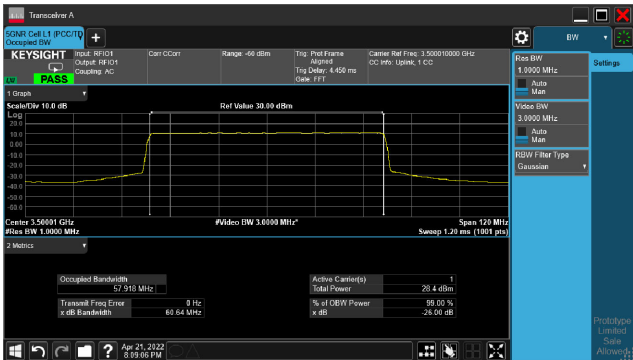 Transceiver A
5GNR Cell L1 (PCC/TD
Occupied BW
KEYSIGHT
Input: RFIO1
Output: RFIO1
Coupling: AC
Corr CCorr
Range: -60 dBm
Trig: Prot Frame
Aligned
Trig Delay: 4.450 ms
Gate: FFT
Carrier Ref Freq: 3.500010000 GHz
CC Info: Uplink, 1 CC
PASS
1 Graph
Scale/Div 10.0 dB
Ref Value 30.00 dBm
Log
20.0
10.0
0.00
-10.0
-20.0
-30.0
-40.0
-50.0
-60.0
Center 3.50001 GHz
#Video BW 3.0000 MHz*
Span 120 MHz
#Res BW 1.0000 MHz
Sweep 1.20 ms (1001 pts)
2 Metrics
Occupied Bandwidth
57.918 MHz
Transmit Freq Error
0 Hz
x dB Bandwidth
60.64 MHz
Active Carrier(s)
1
Total Power
28.4 dBm
% of OBW Power
99.00 %
x dB
-26.00 dB
Apr 21, 2022
8:09:06 PM
BW
Res BW
1.0000 MHz
Auto
Man
Video BW
3.0000 MHz
Auto
Man
RBW Filter Type
Gaussian
Settings
Prototype
Limited
Sale
Allowed